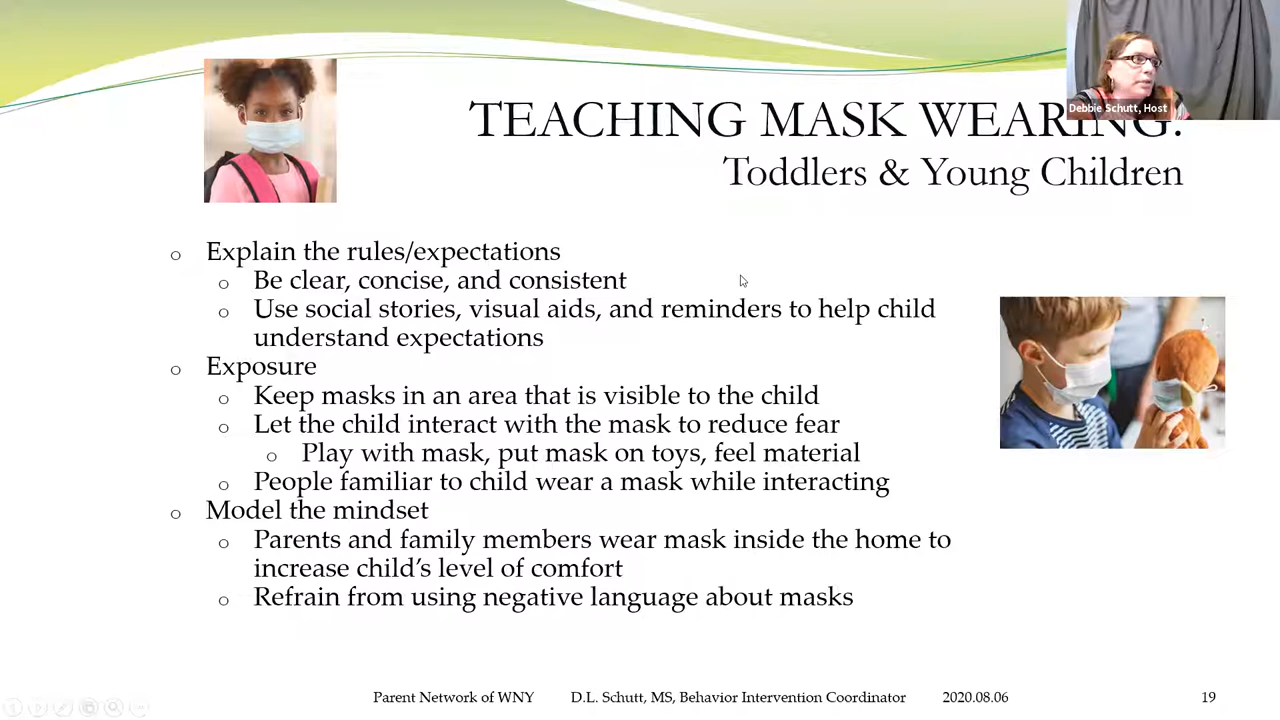 Debbie Schutt, Host
TEACHING MASK WEARING:
Toddlers & Young Children
o Explain the rules/expectations
o Be clear, concise, and consistent
o Use social stories, visual aids, and reminders to help child
understand expectations
o Exposure
o Keep masks in an area that is visible to the child
o Let the child interact with the mask to reduce fear
o Play with mask, put mask on toys, feel material
o People familiar to child wear a mask while interacting
o Model the mindset
o Parents and family members wear mask inside the home to
increase child's level of comfort
o Refrain from using negative language about masks
Parent Network of WNY D.L. Schutt, MS, Behavior Intervention Coordinator 2020.08.06 19